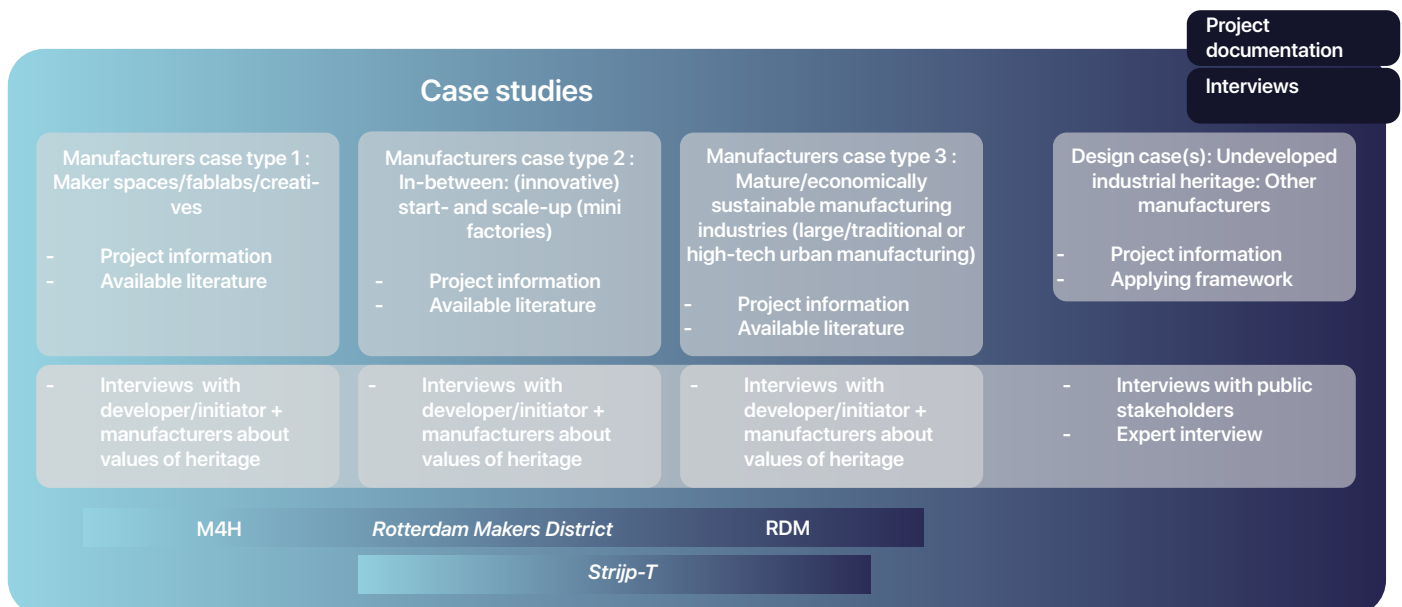 Project
documentation
Interviews
Case studies
Manufacturers case type 1 :
Maker spaces/fablabs/creati-
ves
- Project information
- Available literature
Manufacturers case type 2 :
In-between: (innovative)
start- and scale-up (mini
factories)
- Project information
- Available literature
Manufacturers case type 3 :
Mature/economically
sustainable manufacturing
industries (large/traditional or
high-tech urban manufacturing)
- Project information
- Available literature
Design case(s): Undeveloped
industrial heritage: Other
manufacturers
- Project information
- Applying framework
- Interviews with
developer/initiator +
manufacturers about
values of heritage
- Interviews with
developer/initiator +
manufacturers about
values of heritage
- Interviews with
developer/initiator +
manufacturers about
values of heritage
- Interviews with public
stakeholders
- Expert interview
M4H
Rotterdam Makers District
RDM
Strijp-T